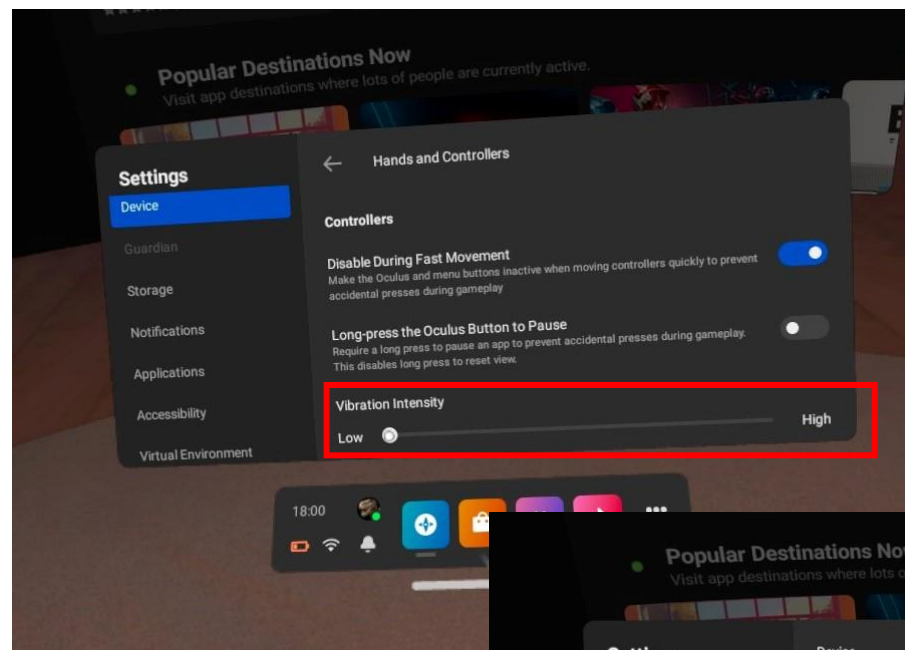 Popular Destinations Now
Visit app destinations where lots of people are currently active.
Settings
Device
Guardian
Storage
Notifications
Applications
Accessibility
Virtual Environment
Hands and Controllers
Controllers
Disable During Fast Movement
Make the Oculus and menu buttons inactive when moving controllers quickly to prevent
accidental presses during gameplay
Long-press the Oculus Button to Pause
Require a long press to pause an app to prevent accidental presses during gameplay.
This disables long press to reset view.
Vibration Intensity
Low
High
18:00
Popular Destinations
Visit app destinations where lots